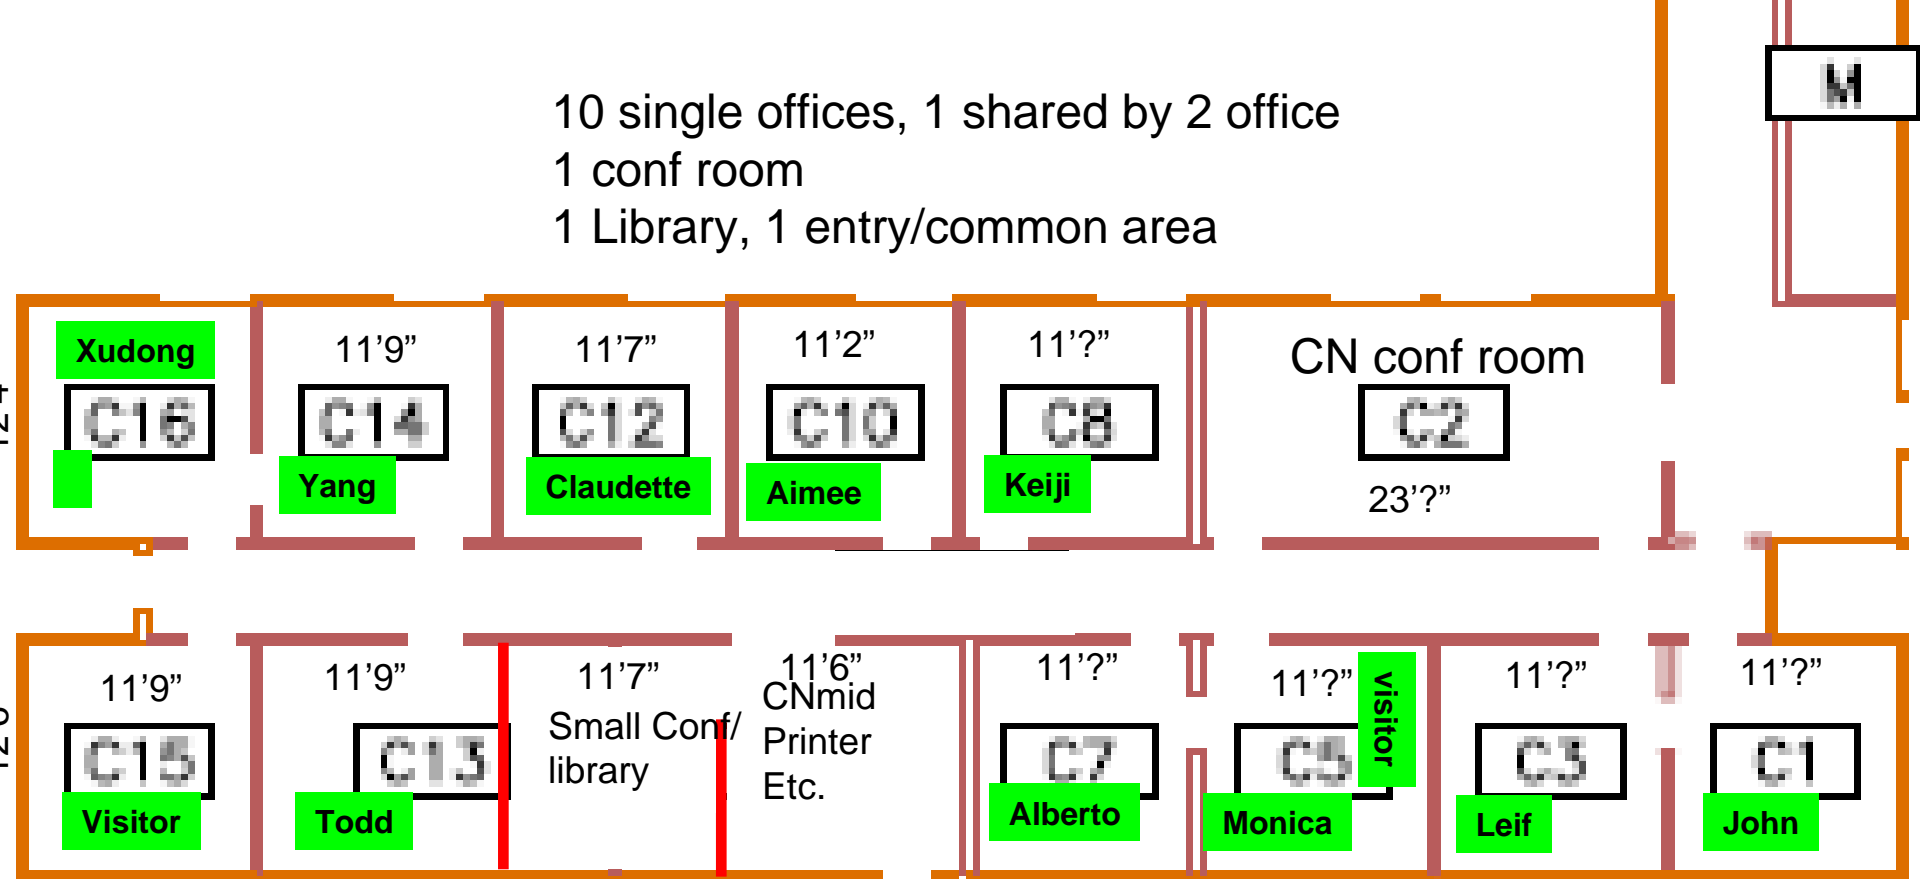 M
10 single offices, 1 shared by 2 office
1 conf room
1 Library, 1 entry/common area
Xudong
11’9”
11’7”
11’2”
11’?”
CN conf room
C16
C14
C12
C10
C8
C2
Yang
Claudette
Aimee
Keiji
23’?”
11’9”
11’9”
11’7”
11’6”
11’?”
11’?”
visitor
11’?”
11’?”
Small Conf/
library
CNmid
Printer
Etc.
C15
C13
C7
C5
C3
C1
Visitor
Todd
Alberto
Monica
Leif
John